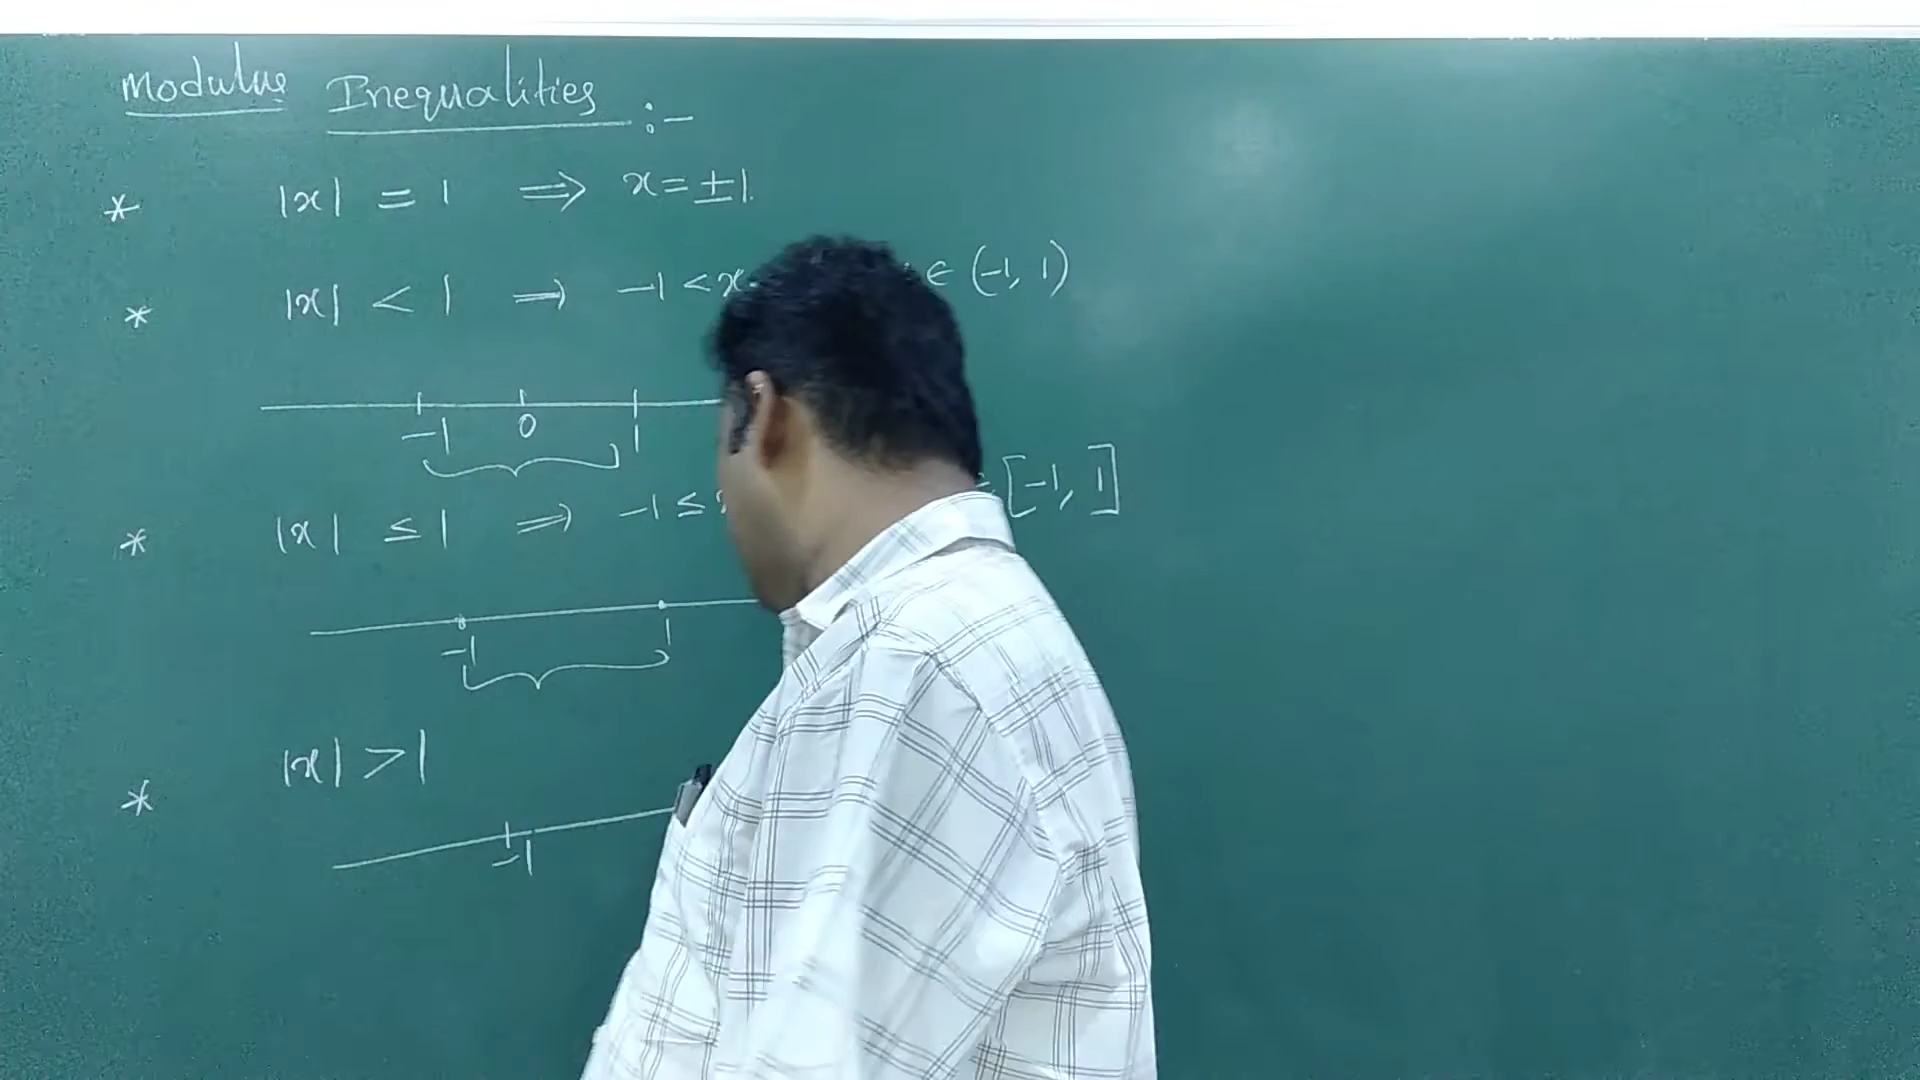 Modulus Inequalities :-
* |x| = 1 ⇒ x = ±1.
* |x| < 1 ⇒ -1 < x ∈ (-1, 1)
-1 0 1
* |x| ≤ 1 ⇒ -1 ≤ [-1, 1]
-1 1
* |x| > 1
-1